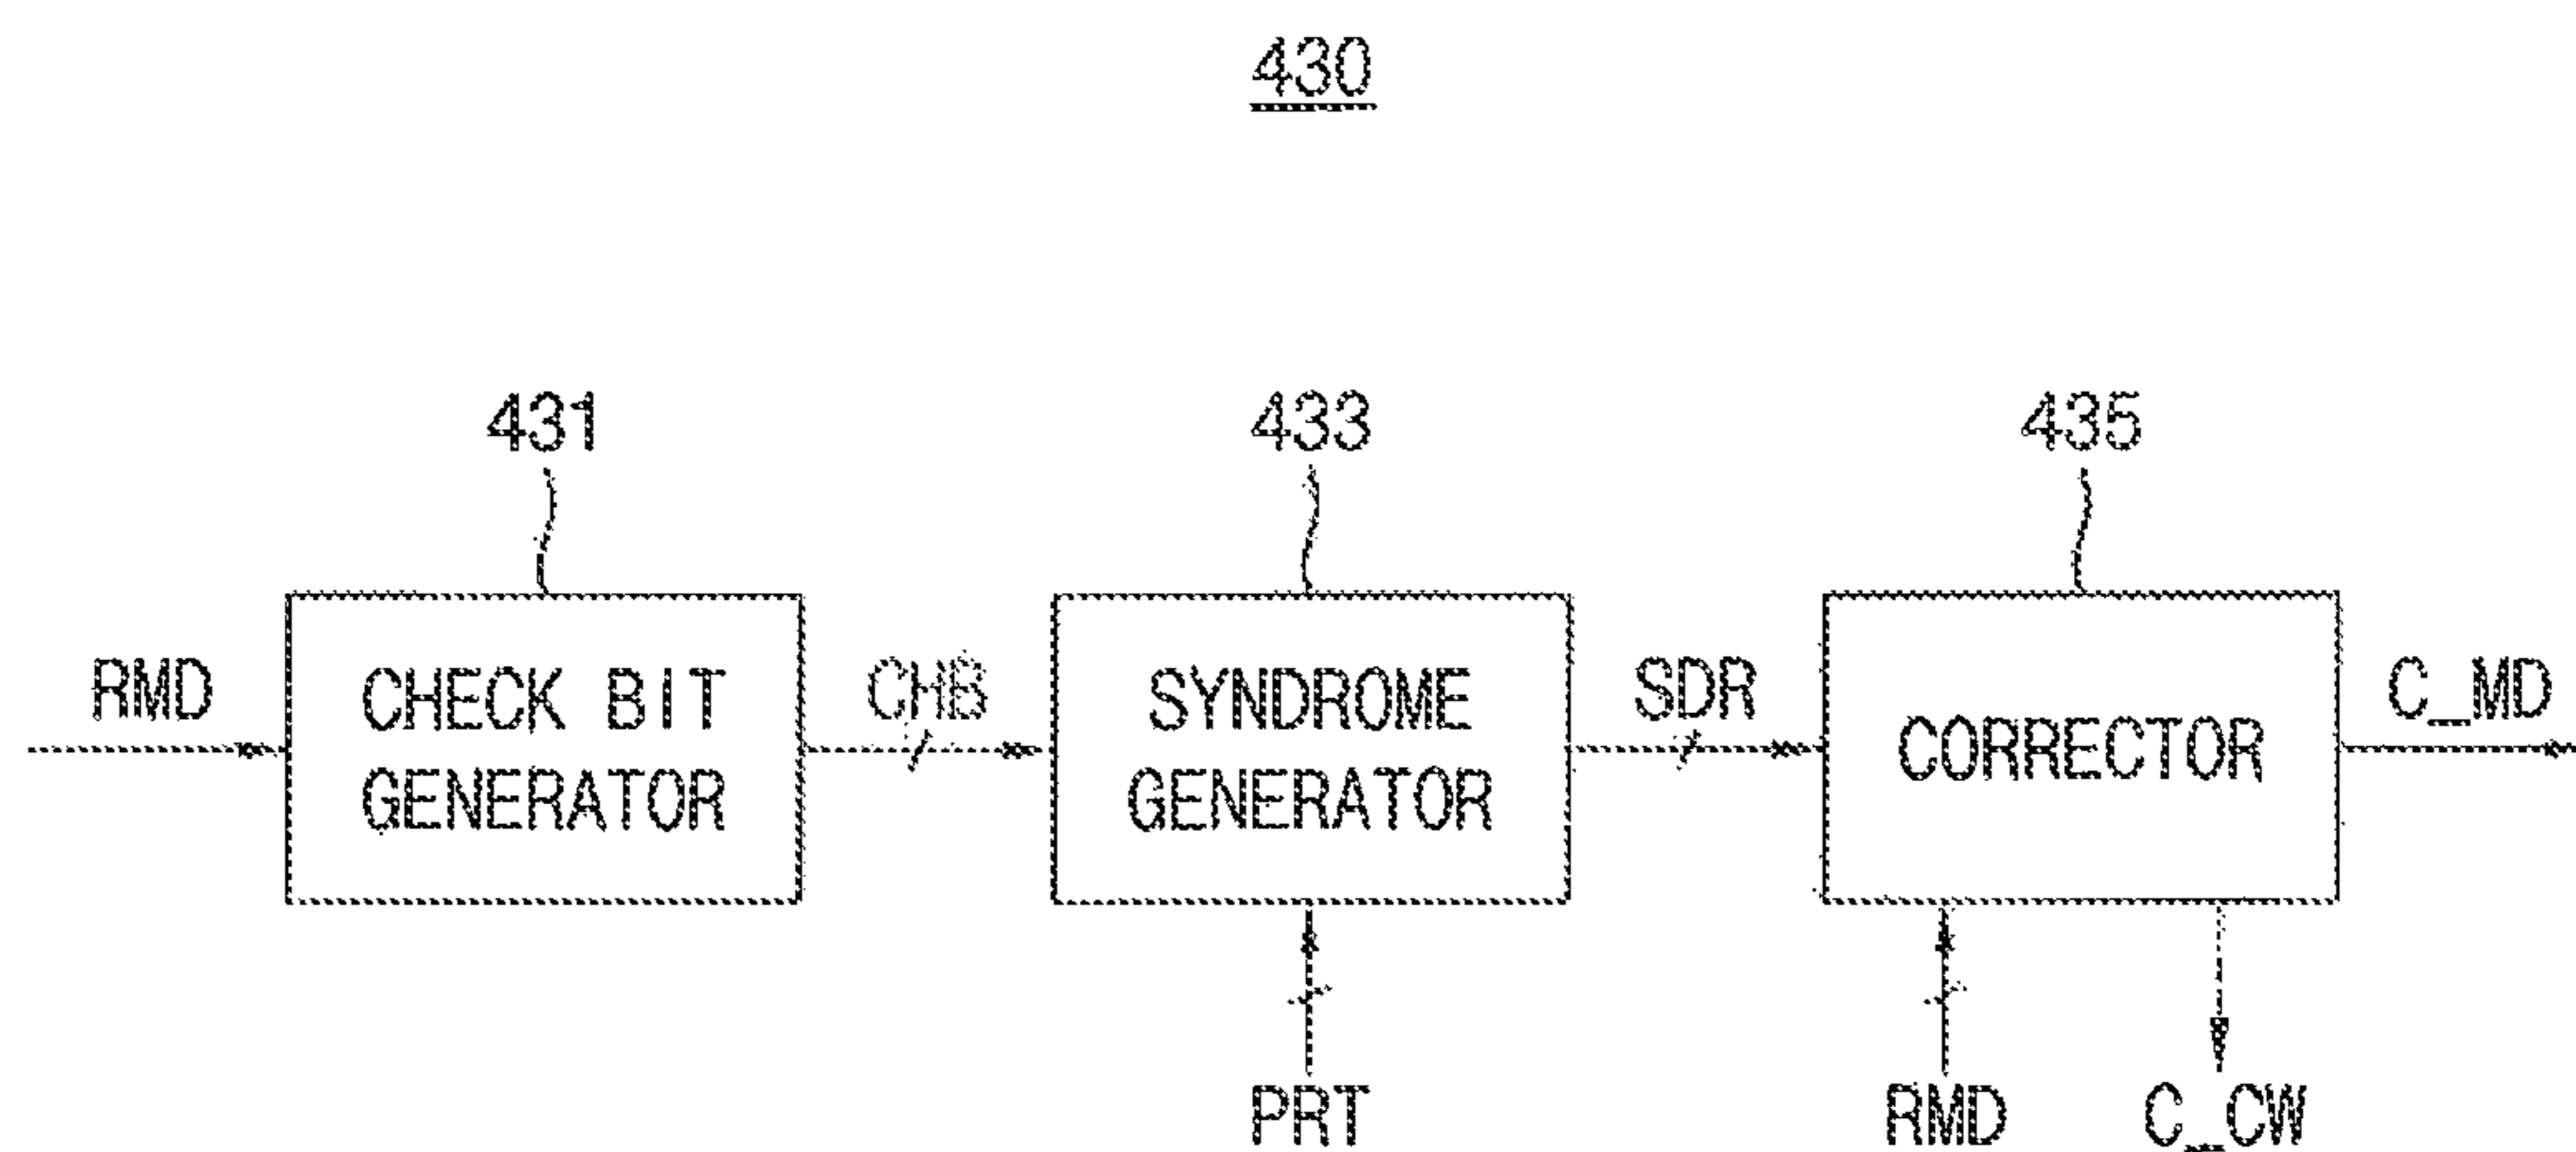 430
431
433
435
RMD
CHECK BIT
GENERATOR
CHB
SYNDROME
GENERATOR
SDR
CORRECTOR
C_MD
PRT
RMD
C_CW